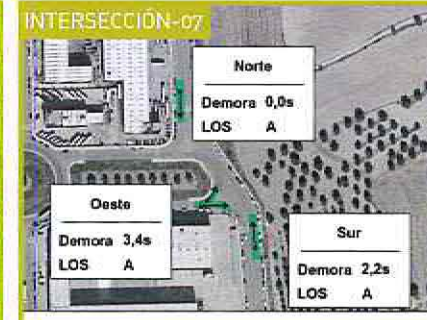 INTERSECCIÓN-07
Norte
Demora 0,0s
LOS A
Oeste
Demora 3,4s
LOS A
Sur
Demora 2,2s
LOS A